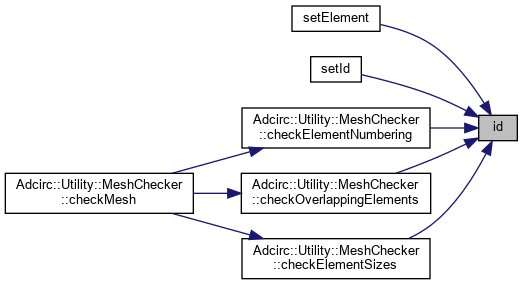 setElement
setId
Adcirc::Utility::MeshChecker
::checkElementNumbering
id
Adcirc::Utility::MeshChecker
::checkMesh
Adcirc::Utility::MeshChecker
::checkOverlappingElements
Adcirc::Utility::MeshChecker
::checkElementSizes